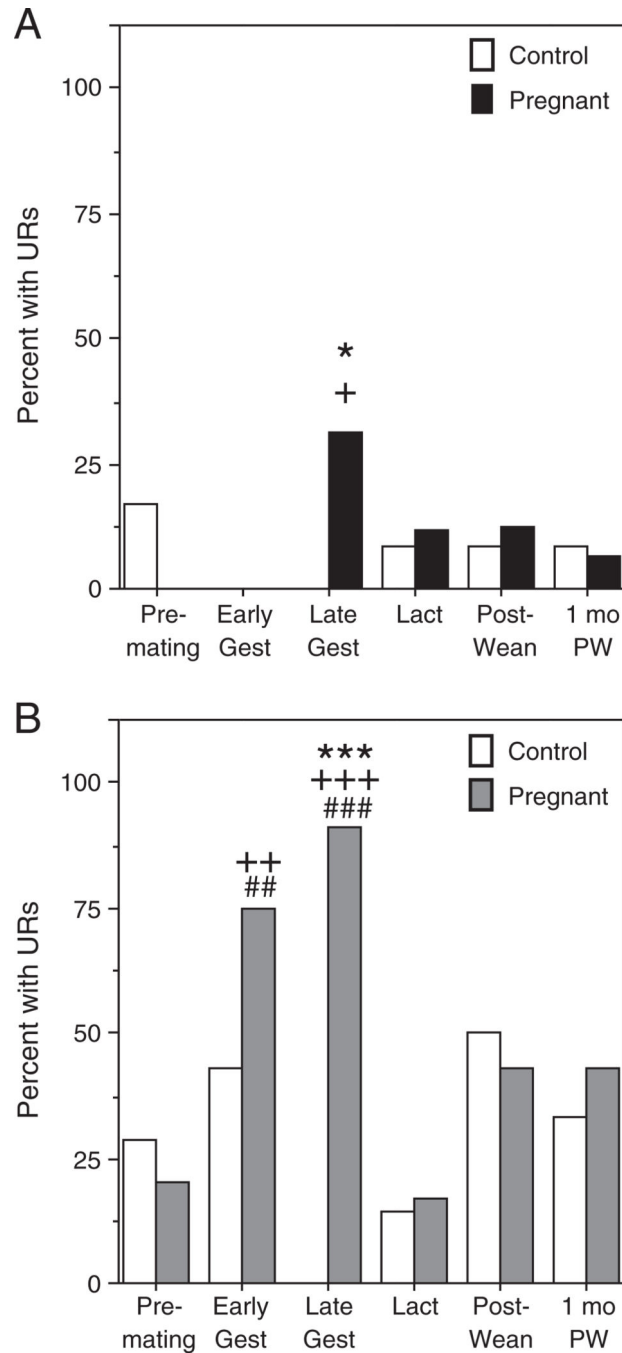 A
Control
Pregnant
Percent with URs
100
75
50
25
0
*
+
Pre-
mating
Early
Gest
Late
Gest
Lact
Post-
Wean
1 mo
PW
B
Control
Pregnant
Percent with URs
100
75
50
25
0
++
##
***
+++
###
Pre-
mating
Early
Gest
Late
Gest
Lact
Post-
Wean
1 mo
PW